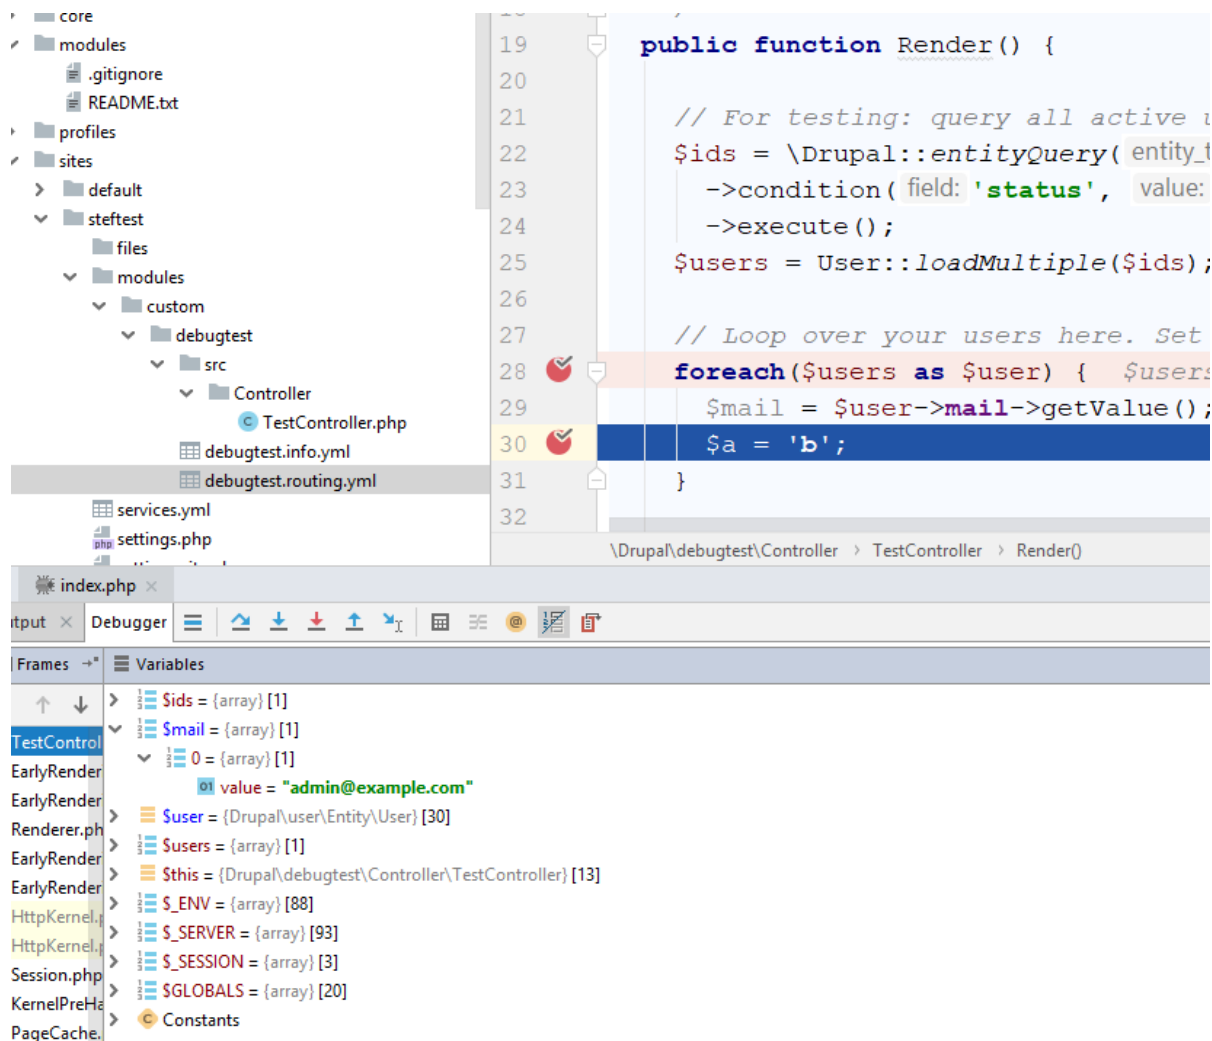 core
modules
.gitignore
README.txt
profiles
sites
default
steftest
files
modules
custom
debugtest
src
Controller
TestController.php
debugtest.info.yml
debugtest.routing.yml
services.yml
php settings.php
19 public function Render() {
20
21 // For testing: query all active
22 $ids = \Drupal::entityQuery( entity_t
23 ->condition( field: 'status', value:
24 ->execute();
25 $users = User::loadMultiple($ids);
26
27 // Loop over your users here. Set
28 foreach($users as $user) { $users
29 $mail = $user->mail->getValue();
30 $a = 'b';
31 }
32
\Drupal\debugtest\Controller > TestController > Render()
index.php
Debugger
Frames
Variables
TestControl
EarlyRender
EarlyRender
Renderer.ph
EarlyRender
EarlyRender
HttpKernel.p
HttpKernel.p
Session.php
KernelPreHa
PageCache.
$ids = {array} [1]
$mail = {array} [1]
0 = {array} [1]
01 value = "admin@example.com"
$user = {Drupal\user\Entity\User} [30]
$users = {array} [1]
$this = {Drupal\debugtest\Controller\TestController} [13]
$_ENV = {array} [88]
$_SERVER = {array} [93]
$_SESSION = {array} [3]
$GLOBALS = {array} [20]
C Constants